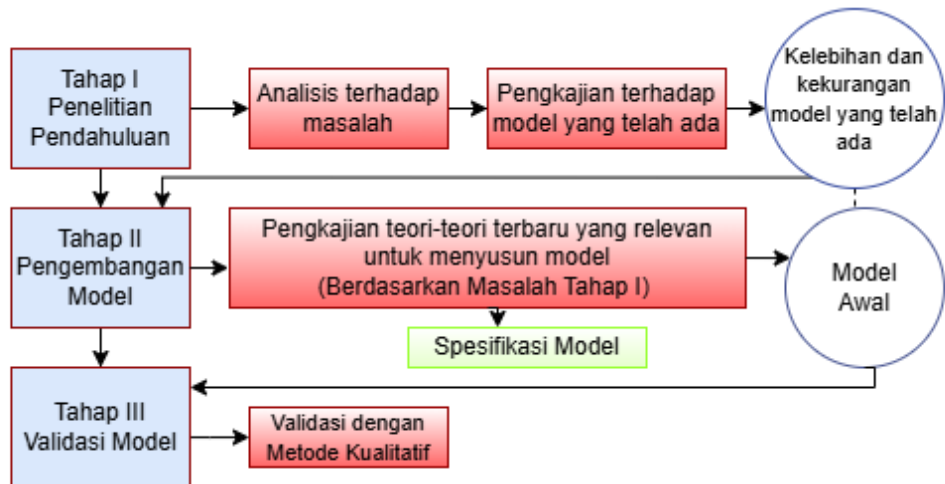 Tahap I
Penelitian
Pendahuluan
Analisis terhadap
masalah
Pengkajian terhadap
model yang telah ada
Kelebihan dan
kekurangan
model yang telah
ada
Tahap II
Pengembangan
Model
Pengkajian teori-teori terbaru yang relevan
untuk menyusun model
(Berdasarkan Masalah Tahap I)
Model
Awal
Spesifikasi Model
Tahap III
Validasi Model
Validasi dengan
Metode Kualitatif